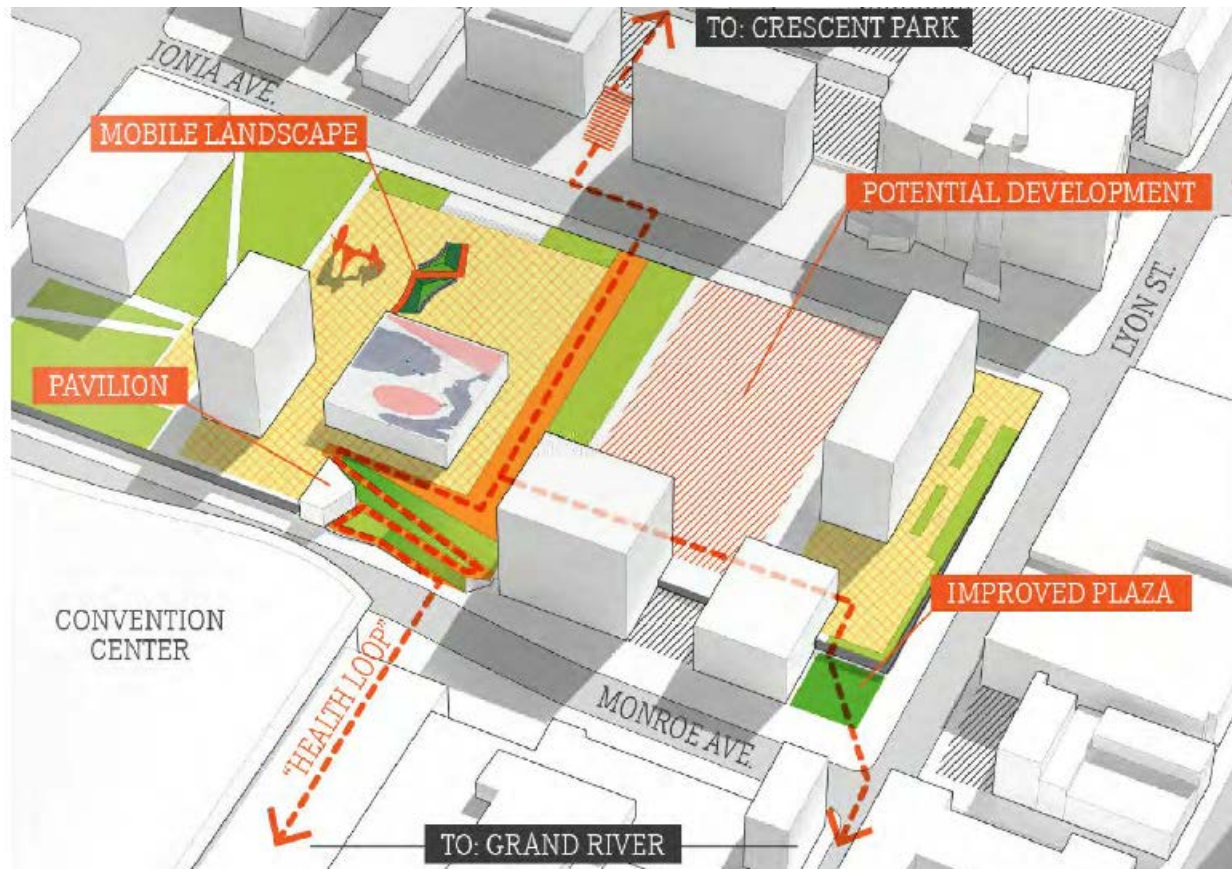 TO: CRESCENT PARK
IONIA AVE.
MOBILE LANDSCAPE
POTENTIAL DEVELOPMENT
LYON ST.
PAVILION
IMPROVED PLAZA
CONVENTION
CENTER
"HEALTH LOOP"
MONROE AVE.
TO: GRAND RIVER